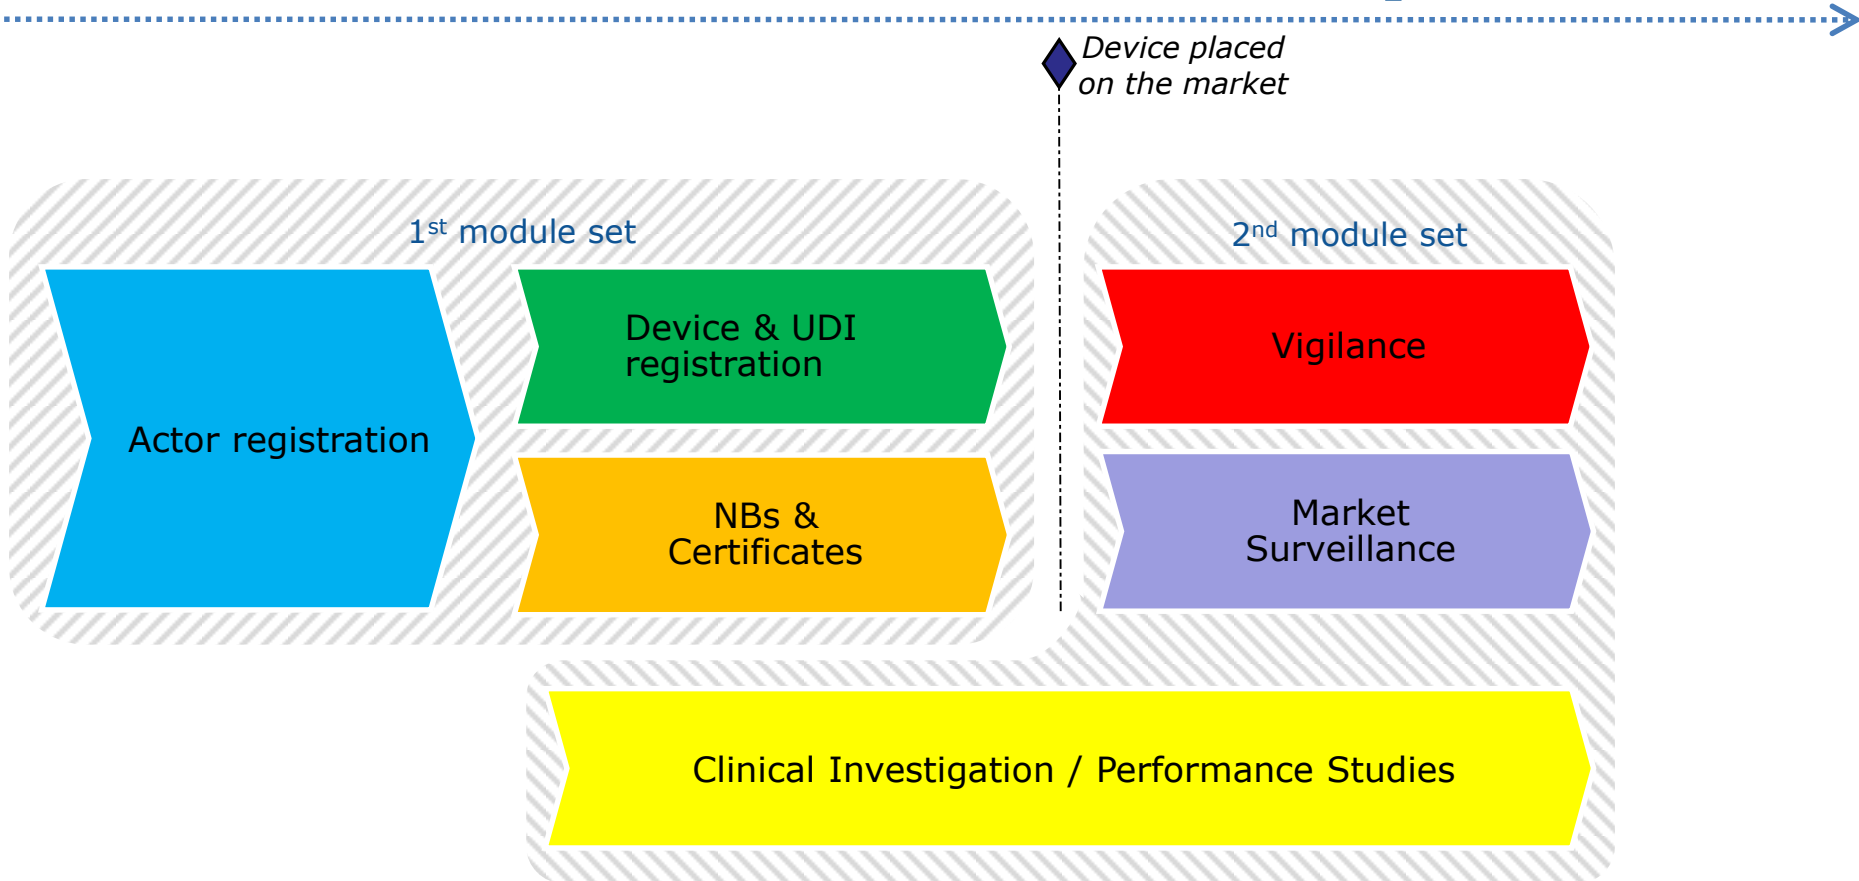 Device placed
on the market
1st module set
2nd module set
Device & UDI
registration
Vigilance
Actor registration
NBs &
Certificates
Market
Surveillance
Clinical Investigation / Performance Studies